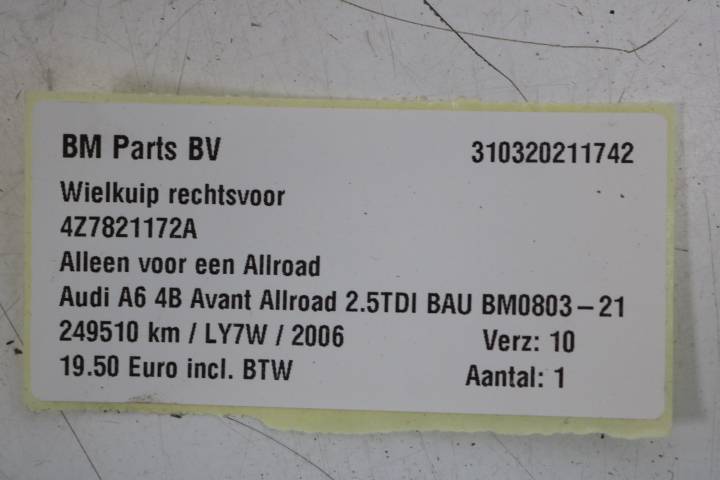 BM Parts BV 310320211742
Wielkuip rechtsvoor
4Z7821172A
Alleen voor een Allroad
Audi A6 4B Avant Allroad 2.5TDI BAU BM0803-21
249510 km / LY7W / 2006 Verz: 10
19.50 Euro incl. BTW Aantal: 1